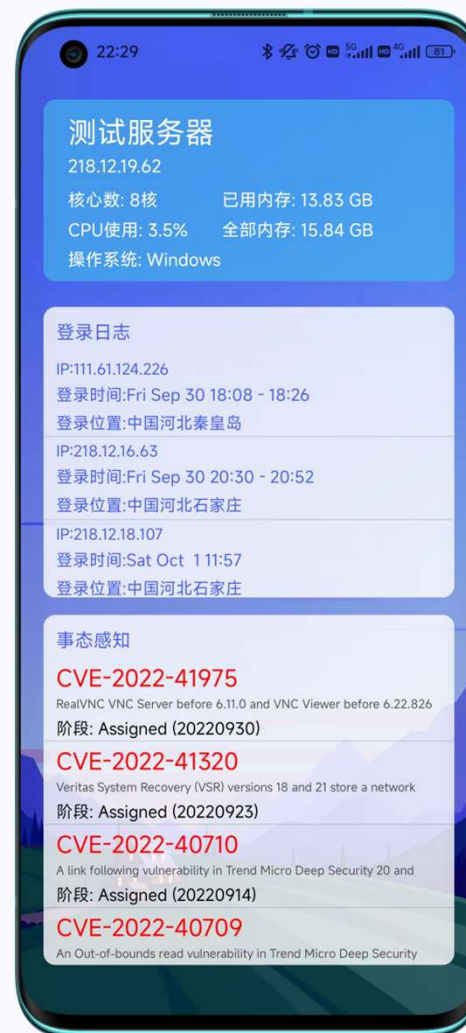 22:29
HD 5G HD 4G 81
测试服务器
218.12.19.62
核心数: 8核 已用内存: 13.83 GB
CPU使用: 3.5% 全部内存: 15.84 GB
操作系统: Windows
登录日志
IP:111.61.124.226
登录时间:Fri Sep 30 18:08 - 18:26
登录位置:中国河北秦皇岛
IP:218.12.16.63
登录时间:Fri Sep 30 20:30 - 20:52
登录位置:中国河北石家庄
IP:218.12.18.107
登录时间:Sat Oct  1 11:57
登录位置:中国河北石家庄
事态感知
CVE-2022-41975
RealVNC VNC Server before 6.11.0 and VNC Viewer before 6.22.826
阶段: Assigned (20220930)
CVE-2022-41320
Veritas System Recovery (VSR) versions 18 and 21 store a network
阶段: Assigned (20220923)
CVE-2022-40710
A link following vulnerability in Trend Micro Deep Security 20 and
阶段: Assigned (20220914)
CVE-2022-40709
An Out-of-bounds read vulnerability in Trend Micro Deep Security